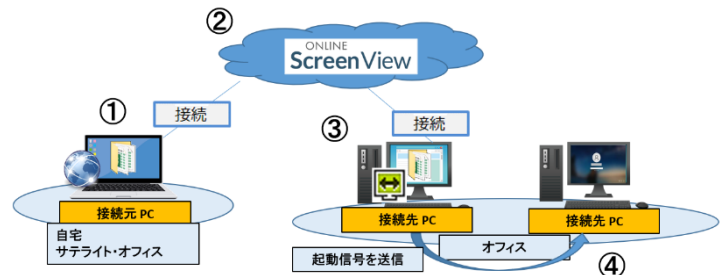 ②
ONLINE
ScreenView
①
接続
③
接続
接続元 PC
接続先 PC
接続先 PC
自宅
サテライト・オフィス
オフィス
起動信号を送信
④